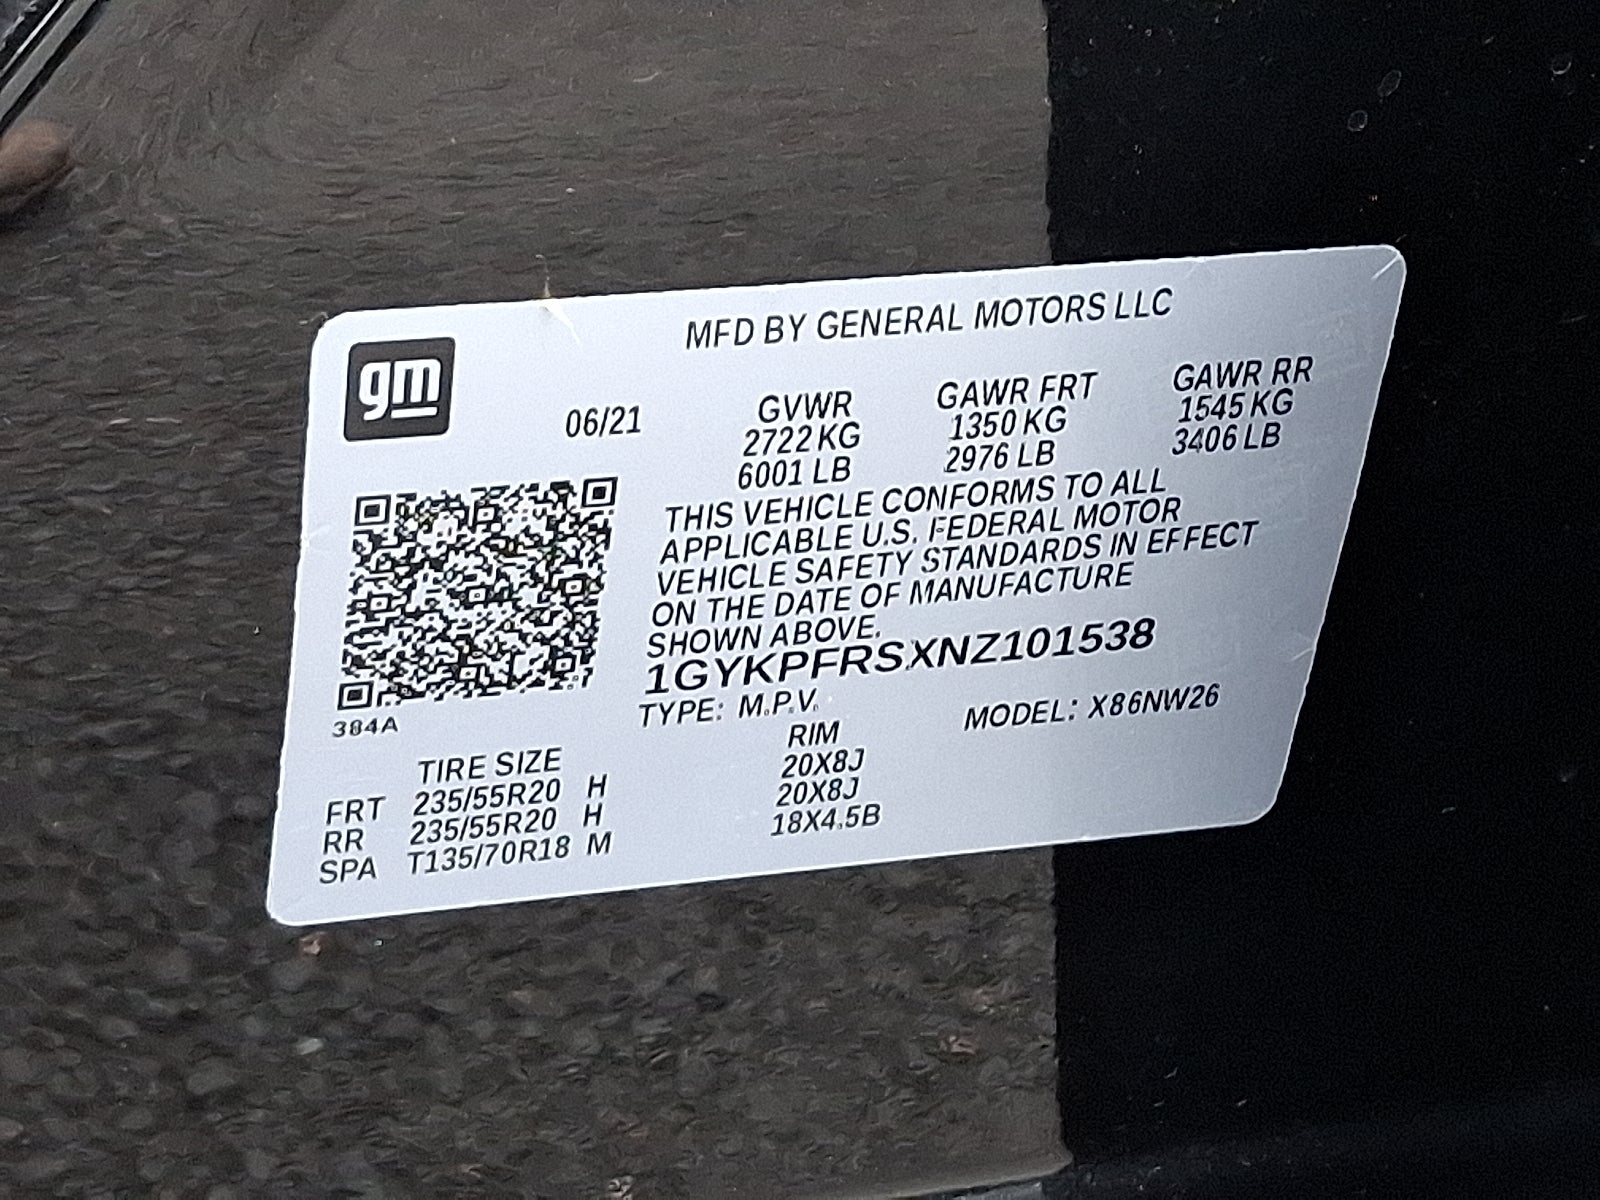 MFD BY GENERAL MOTORS LLC
gm
06/21
GVWR GAWR FRT GAWR RR
2722 KG 1350 KG 1545 KG
6001 LB 2976 LB 3406 LB
THIS VEHICLE CONFORMS TO ALL
APPLICABLE U.S. FEDERAL MOTOR
VEHICLE SAFETY STANDARDS IN EFFECT
ON THE DATE OF MANUFACTURE
SHOWN ABOVE.
1GYKPFRSXNZ101538
TYPE: M.P.V. MODEL: X86NW26
384A
TIRE SIZE RIM
FRT 235/55R20 H 20X8J
RR 235/55R20 H 20X8J
SPA T135/70R18 M 18X4.5B